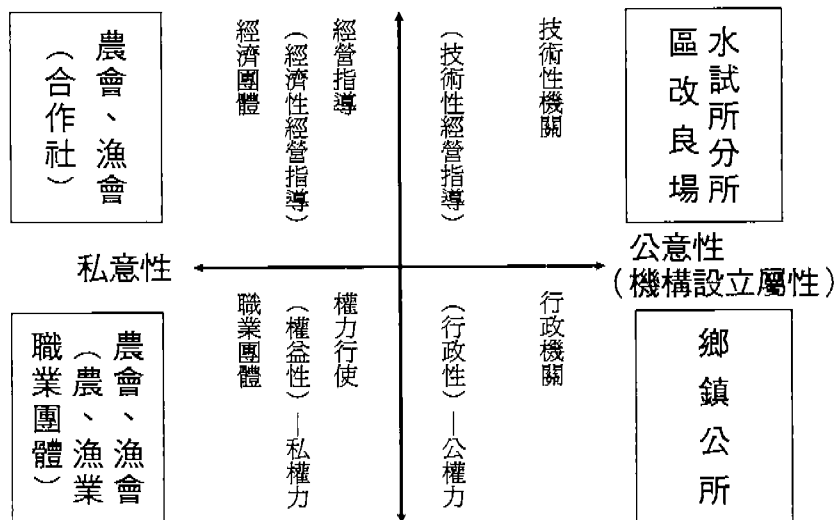 水試所分所
區改良場
技術性機關
（技術性經營指導）
經營指導
（經濟性經營指導）
經濟團體
農會、漁會
（合作社）
公意性
（機構設立屬性）
私意性
鄉鎮公所
行政機關
（行政性）—公權力
權力行使
（權益性）—私權力
職業團體
農會、漁會
（農、漁業
職業團體）